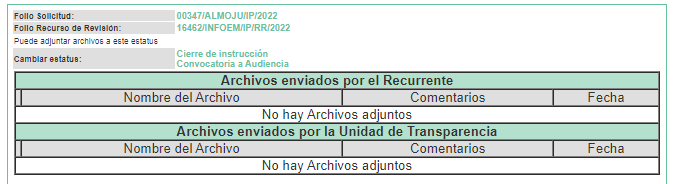 Folio Solicitud: 00347/ALMOJU/IP/2022
Folio Recurso de Revisión: 16462/INFOEM/IP/RR/2022
Puede adjuntar archivos a este estatus
Cambiar estatus: Cierre de instrucción
Convocatoria a Audiencia
Archivos enviados por el Recurrente
Nombre del Archivo Comentarios Fecha
No hay Archivos adjuntos
Archivos enviados por la Unidad de Transparencia
Nombre del Archivo Comentarios Fecha
No hay Archivos adjuntos